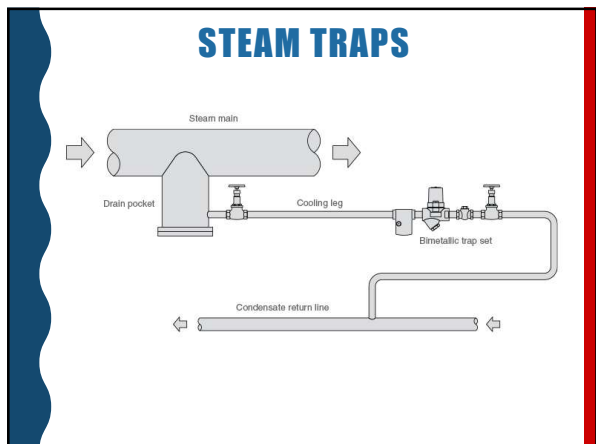 STEAM TRAPS
Steam main
Drain pocket
Cooling leg
Bimetallic trap set
Condensate return line